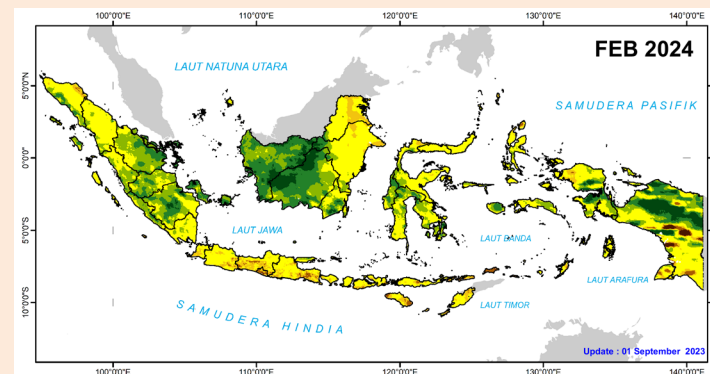 100°0'0"E 110°0'0"E 120°0'0"E 130°0'0"E 140°0'0"E
FEB 2024
LAUT NATUNA UTARA
5°0'0"N
SAMUDERA PASIFIK
0°0'0"
5°0'0"S
LAUT JAWA
LAUT BANDA
LAUT ARAFURA
10°0'0"S
SAMUDERA HINDIA
LAUT TIMOR
Update : 01 September 2023
100°0'0"E 110°0'0"E 120°0'0"E 130°0'0"E 140°0'0"E